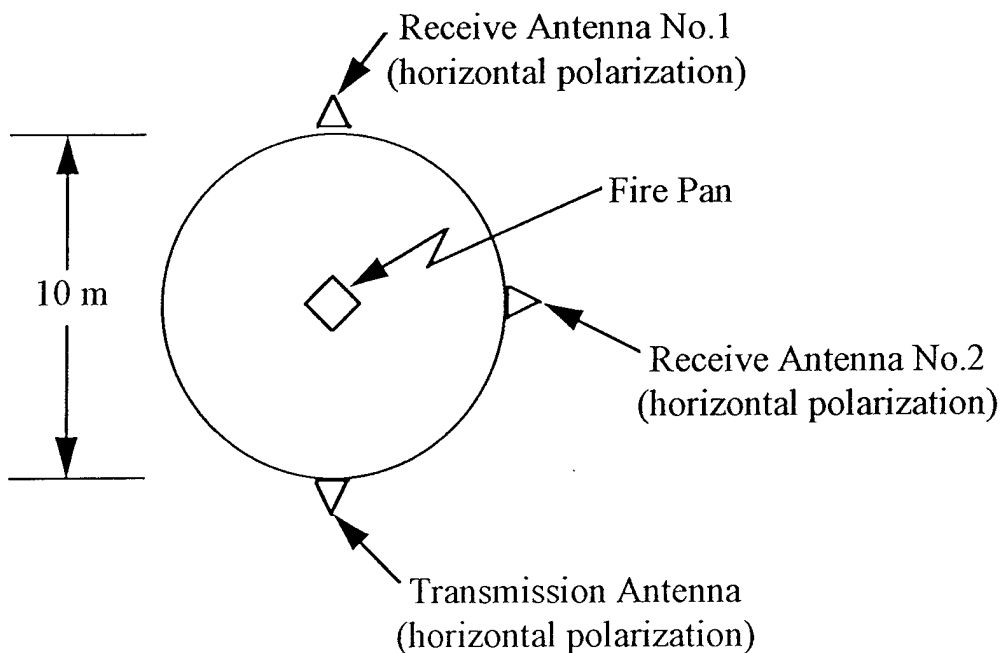 Receive Antenna No.1
(horizontal polarization)
Fire Pan
10 m
Receive Antenna No.2
(horizontal polarization)
Transmission Antenna
(horizontal polarization)